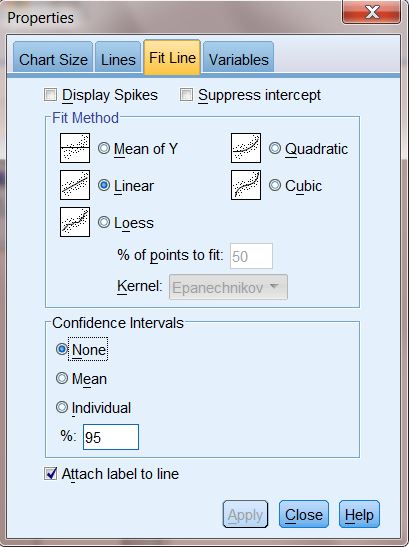 Properties
X
Chart Size Lines Fit Line Variables
Display Spikes Suppress intercept
Fit Method
Mean of Y Quadratic
Linear Cubic
Loess
% of points to fit: 50
Kernel: Epanechnikov
Confidence Intervals
None
Mean
Individual
%: 95
Attach label to line
Apply Close Help